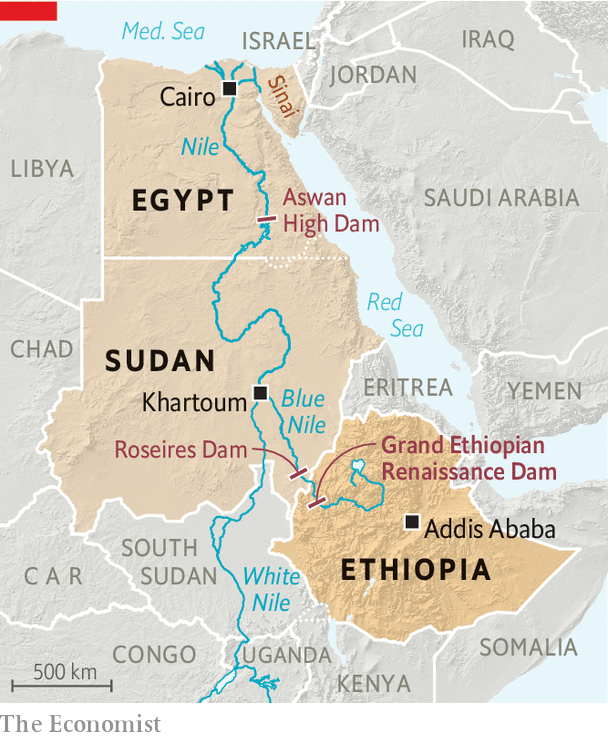 Med. Sea
ISRAEL
IRAQ
JORDAN
Cairo
Sinai
Nile
LIBYA
EGYPT
Aswan
High Dam
SAUDI ARABIA
Red
Sea
CHAD
SUDAN
ERITREA
YEMEN
Khartoum
Blue
Nile
Roseires Dam
Grand Ethiopian
Renaissance Dam
Addis Ababa
SOUTH
SUDAN
ETHIOPIA
CAR
White
Nile
CONGO
UGANDA
SOMALIA
KENYA
500 km
The Economist